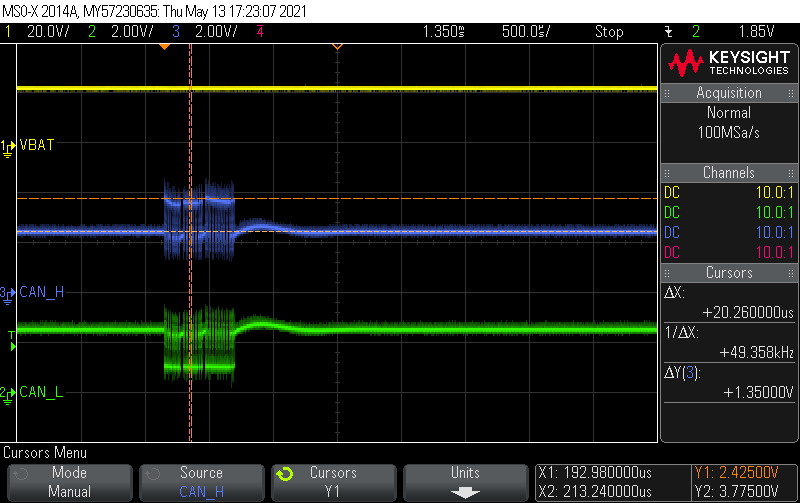 MSO-X 2014A, MY57230635: Thu May 13 17:23:07 2021
1 20.0V/ 2 2.00V/ 3 2.00V/ 4 1.350ms 500.0us/ Stop 2 1.85V
KEYSIGHT
TECHNOLOGIES
Acquisition
Normal
100MSa/s
Channels
DC 10.0:1
DC 10.0:1
DC 10.0:1
DC 10.0:1
Cursors
ΔX:
+20.260000us
1/ΔX:
+49.358kHz
ΔY(3):
+1.35000V
1 VBAT
3 CAN_H
T
2 CAN_L
Cursors Menu
Mode
Manual
Source
CAN_H
Cursors
Y1
Units
X1: 192.980000us
X2: 213.240000us
Y1: 2.42500V
Y2: 3.77500V